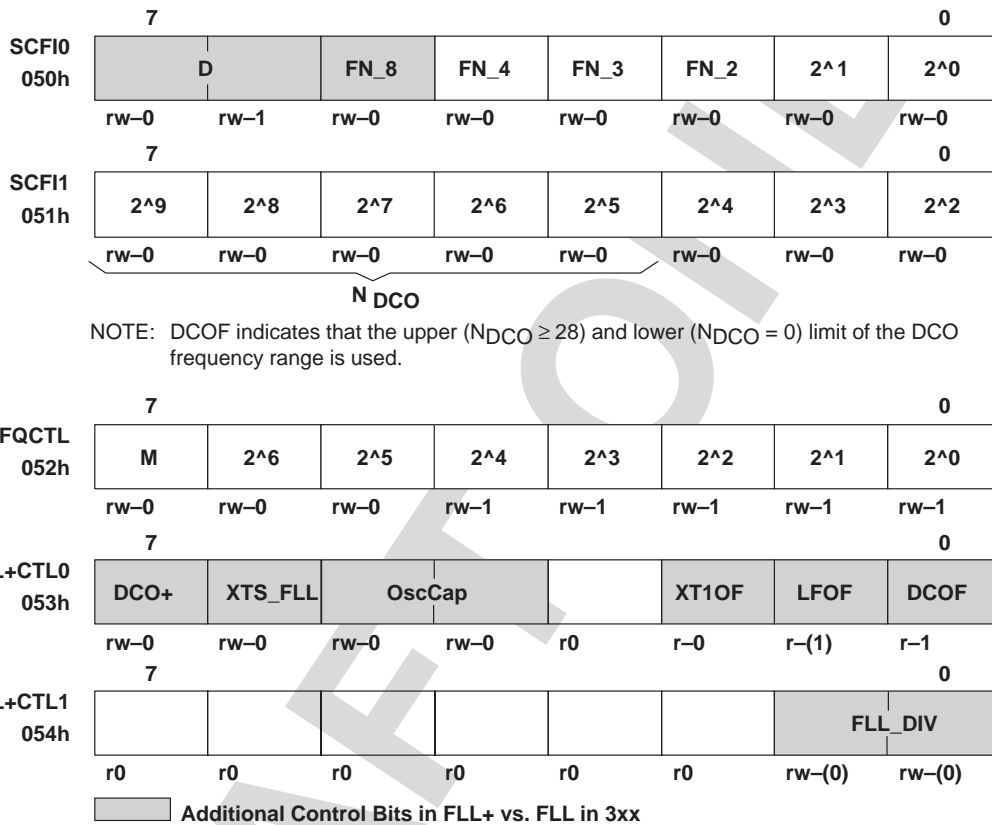 7 0
SCFI0
050h
D FN_8 FN_4 FN_3 FN_2 2^1 2^0
rw–0 rw–1 rw–0 rw–0 rw–0 rw–0 rw–0 rw–0
7 0
SCFI1
051h
2^9 2^8 2^7 2^6 2^5 2^4 2^3 2^2
rw–0 rw–0 rw–0 rw–0 rw–0 rw–0 rw–0 rw–0
N DCO
NOTE: DCOF indicates that the upper (NDCO ≥ 28) and lower (NDCO = 0) limit of the DCO
frequency range is used.
7 0
FQCTL
052h
M 2^6 2^5 2^4 2^3 2^2 2^1 2^0
rw–0 rw–0 rw–0 rw–1 rw–1 rw–1 rw–1 rw–1
7 0
L+CTL0
053h
DCO+ XTS_FLL OscCap XT1OF LFOF DCOF
rw–0 rw–0 rw–0 rw–0 r0 r–0 r–(1) r–1
7 0
L+CTL1
054h
FLL_DIV
r0 r0 r0 r0 r0 r0 rw–(0) rw–(0)
Additional Control Bits in FLL+ vs. FLL in 3xx